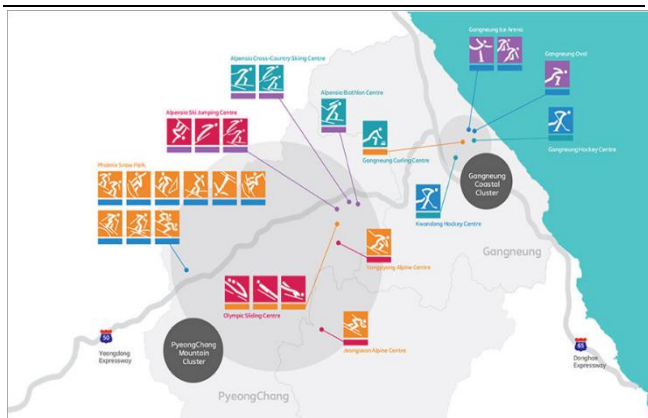 Gangneung Ice Arena
Alpensia Cross-Country Skiing Centre
Gangneung Oval
Alpensia Biathlon Centre
Alpensia Ski Jumping Centre
Gangneung Hockey Centre
Gangneung Curling Centre
Phoenix Snow Park
Gangneung
Coastal
Cluster
Kwandong Hockey Centre
Gangneung
Yongpyong Alpine Centre
Olympic Sliding Centre
50
Yeongdong
Expressway
PyeongChang
Mountain
Cluster
Jeongseon Alpine Centre
65
Donghae
Expressway
PyeongChang